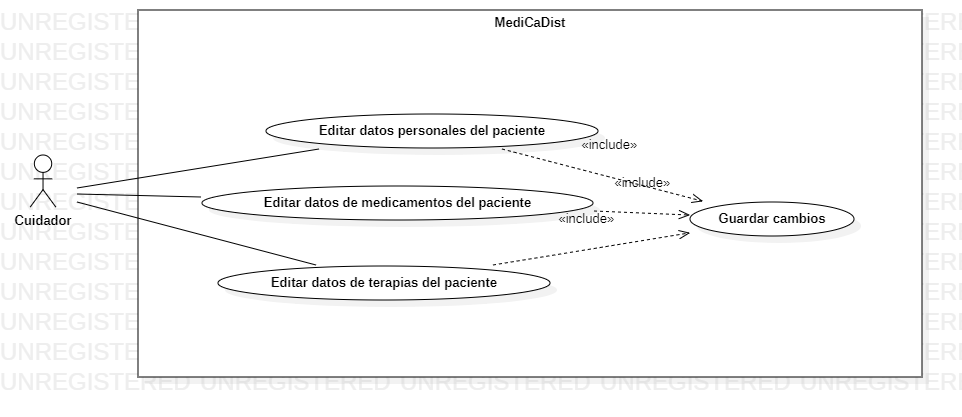 MediCaDist
Editar datos personales del paciente
«include»
«include»
Editar datos de medicamentos del paciente
«include»
Guardar cambios
Cuidador
Editar datos de terapias del paciente
UNREGISTERED UNREGISTERED UNREGISTERED UNREGISTERED UNREGISTERI